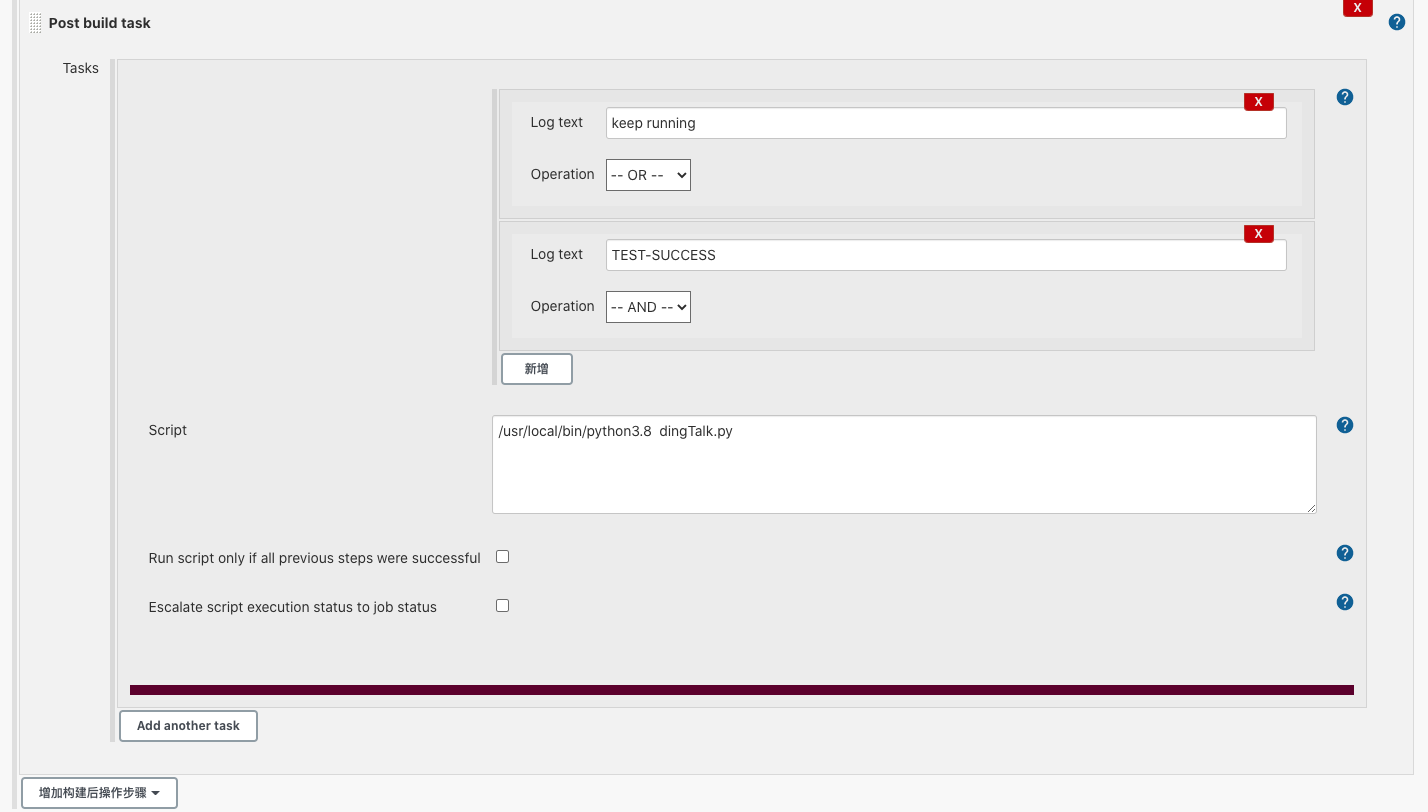 X
Post build task
?
Tasks
X
?
Log text
keep running
Operation
-- OR --
X
Log text
TEST-SUCCESS
Operation
-- AND --
新增
Script
/usr/local/bin/python3.8  dingTalk.py
?
Run script only if all previous steps were successful
?
Escalate script execution status to job status
?
Add another task
增加构建后操作步骤